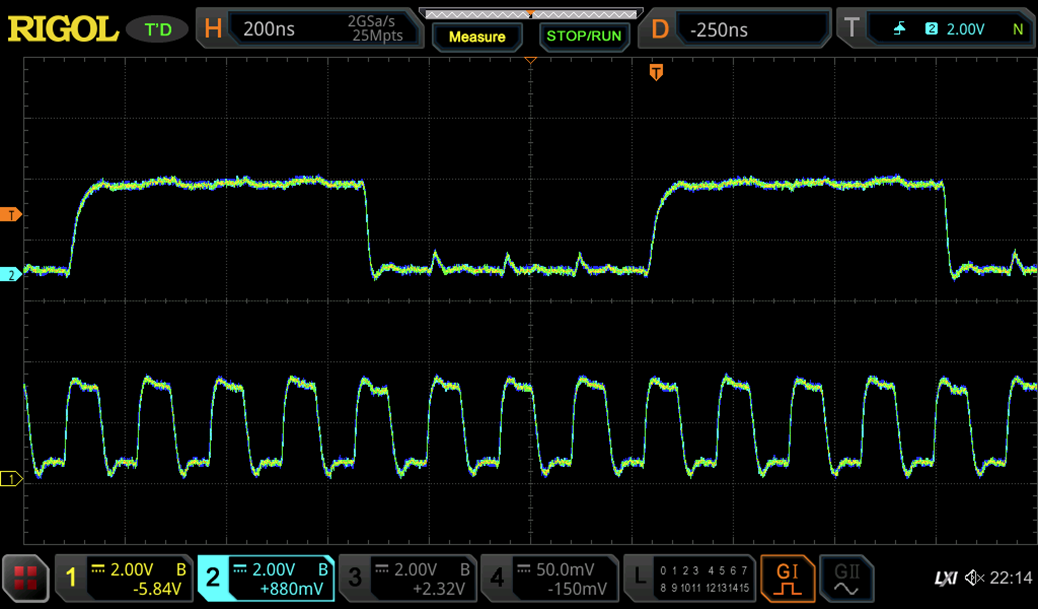 RIGOL T'D H 200ns 2GSa/s 25Mpts Measure STOP/RUN D -250ns T 2 2.00V N
T
T
2
1
1 2.00V B -5.84V 2 2.00V B +880mV 3 2.00V B +2.32V 4 50.0mV -150mV L 0 1 2 3 4 5 6 7 8 9 10 11 12 13 14 15 GI GII LXI 22:14